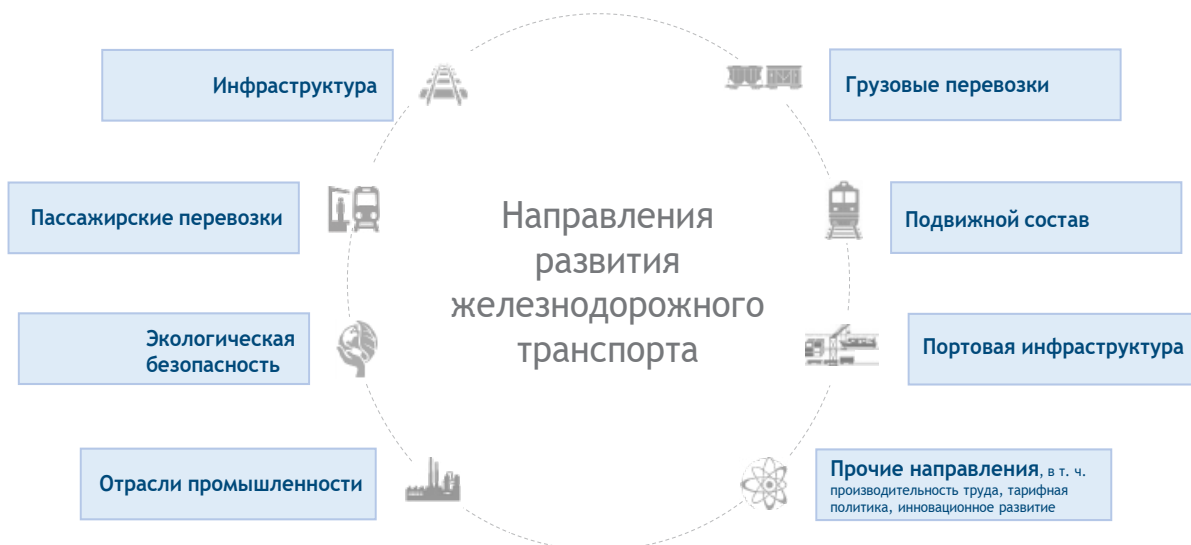 Инфраструктура
Грузовые перевозки
Пассажирские перевозки
Подвижной состав
Направления
развития
железнодорожного
транспорта
Экологическая
безопасность
Портовая инфраструктура
Отрасли промышленности
Прочие направления, в т. ч.
производительность труда, тарифная
политика, инновационное развитие